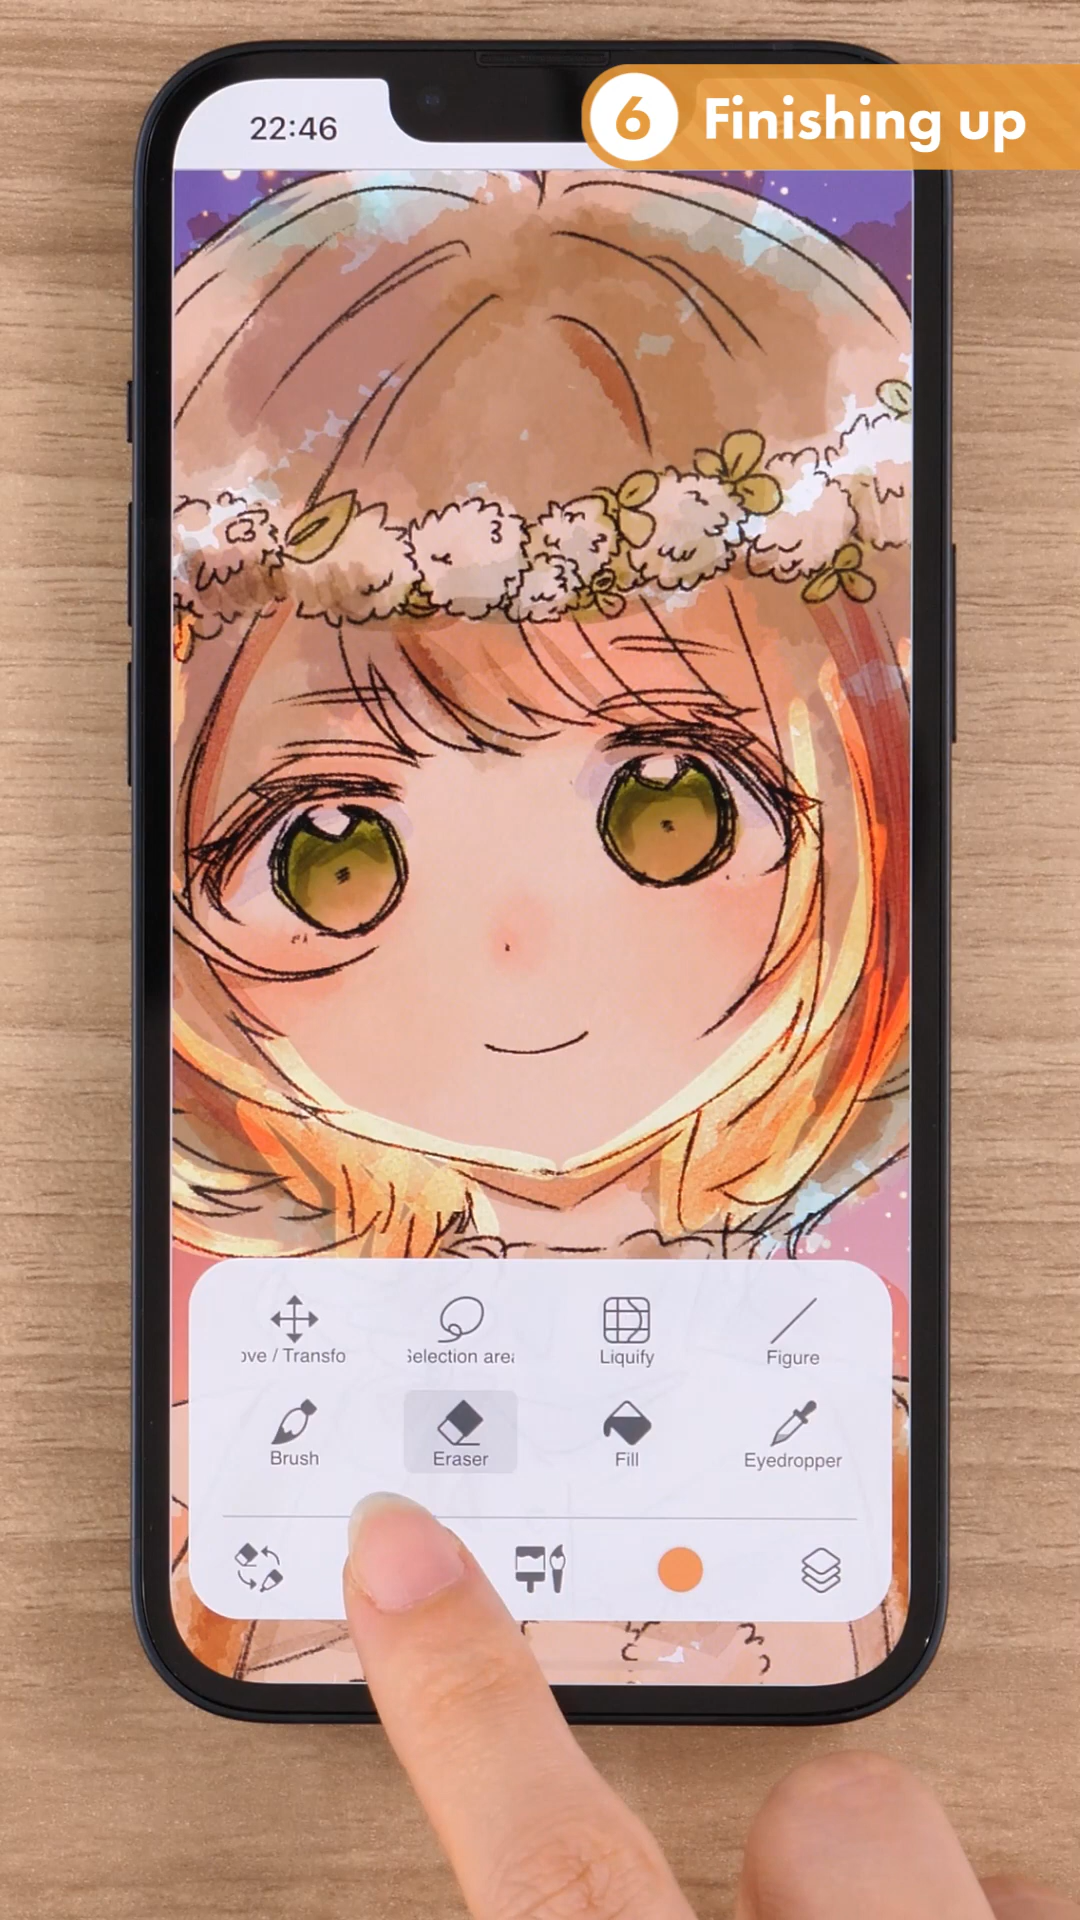 22:46
6 Finishing up
ove / Transfo
Selection area
Liquify
Figure
Brush
Eraser
Fill
Eyedropper